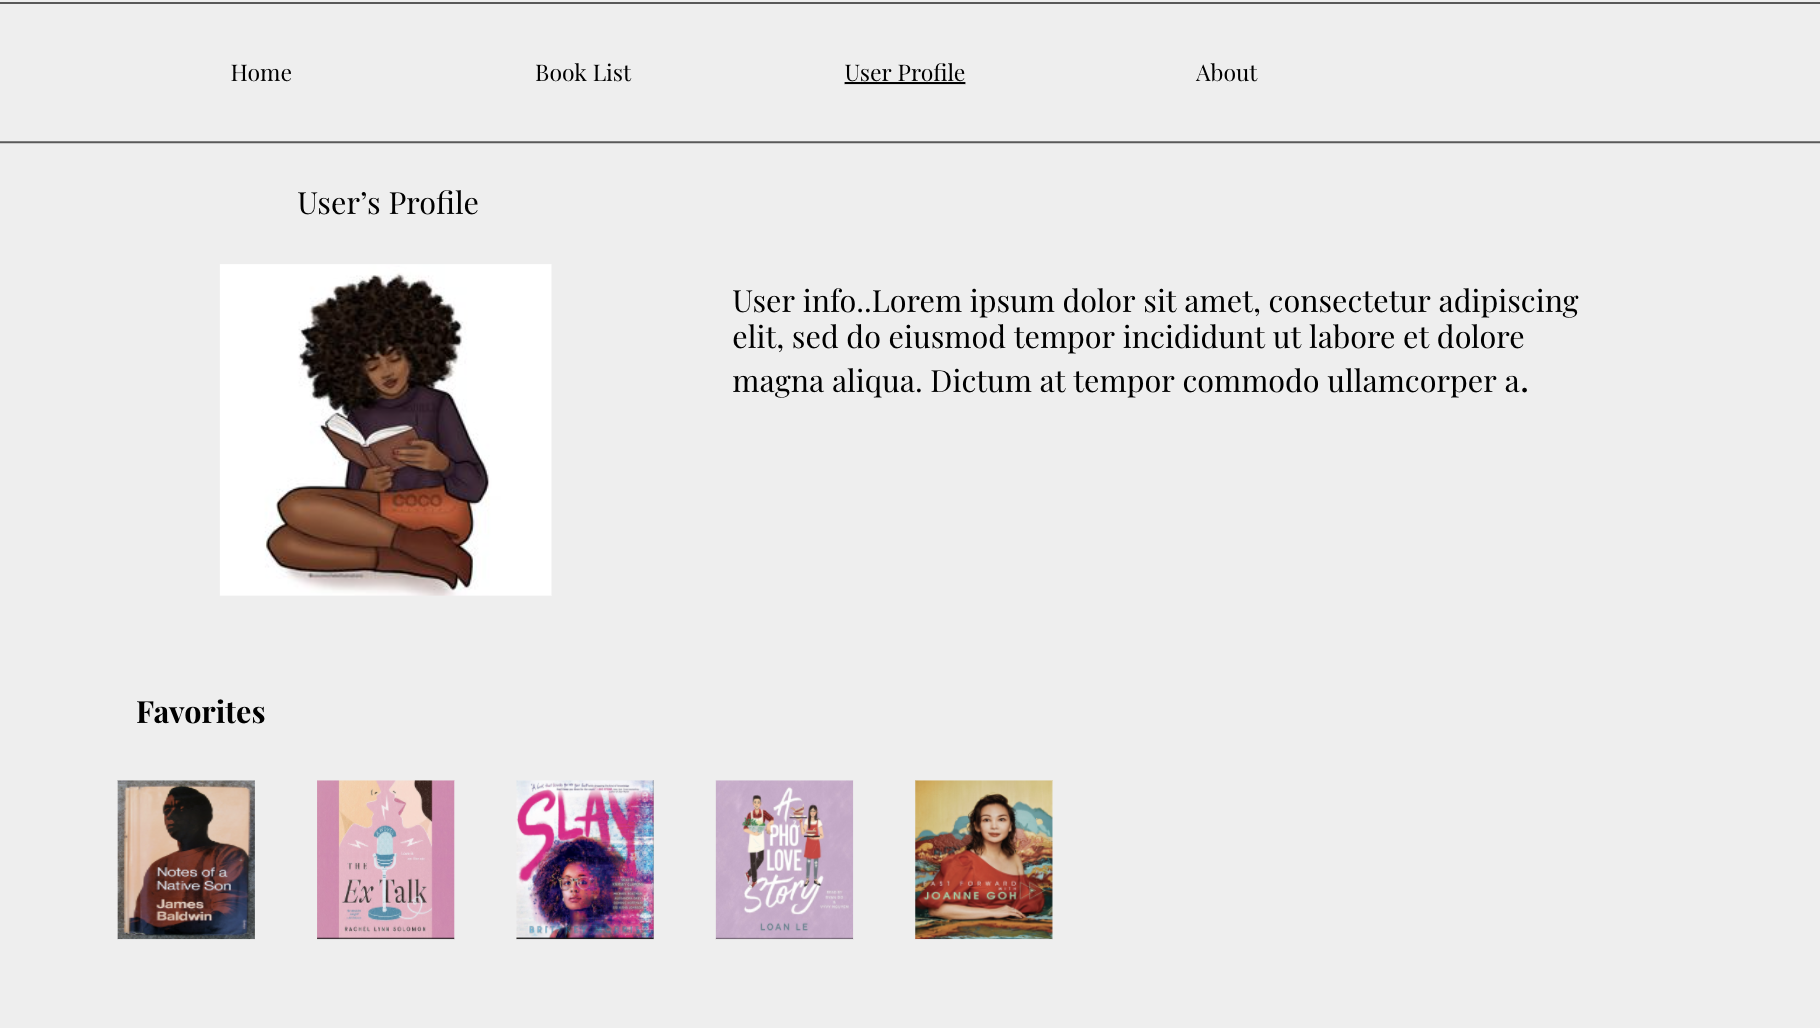 Home
Book List
User Profile
About
User’s Profile
User info..Lorem ipsum dolor sit amet, consectetur adipiscing
elit, sed do eiusmod tempor incididunt ut labore et dolore
magna aliqua. Dictum at tempor commodo ullamcorper a.
COCO
Favorites
Notes of a
Native Son
James
Baldwin
THE
Ex Talk
RACHEL LYNN SOLOMON
SLAY
A
PHỞ
LOVE
Story
LOAN LE
FAST FORWARD
WITH
JOANNE GOH